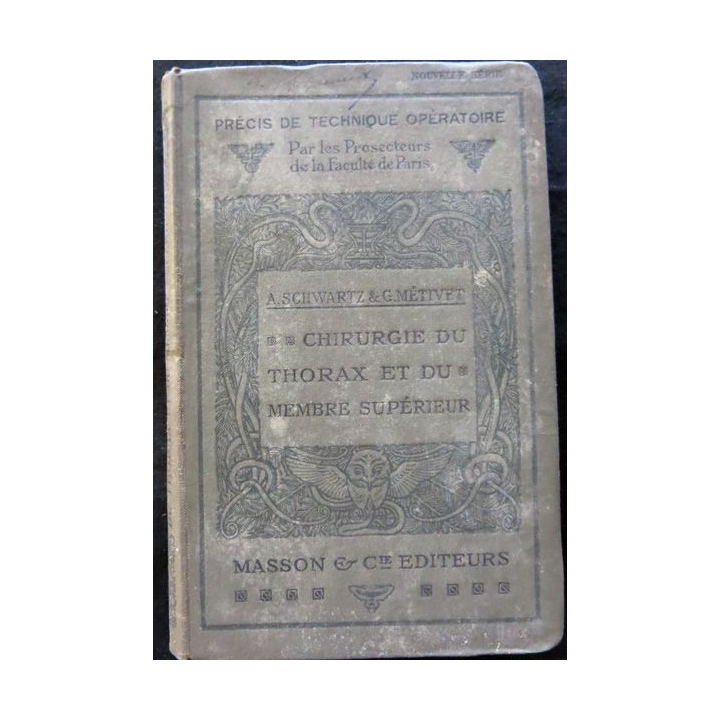 NOUVELLE SÉRIE
PRÉCIS DE TECHNIQUE OPÉRATOIRE
Par les Prosecteurs
de la Faculté de Paris
A. SCHWARTZ & G. MÉTIVET
CHIRURGIE DU
THORAX ET DU
MEMBRE SUPÉRIEUR
MASSON & CIE EDITEURS